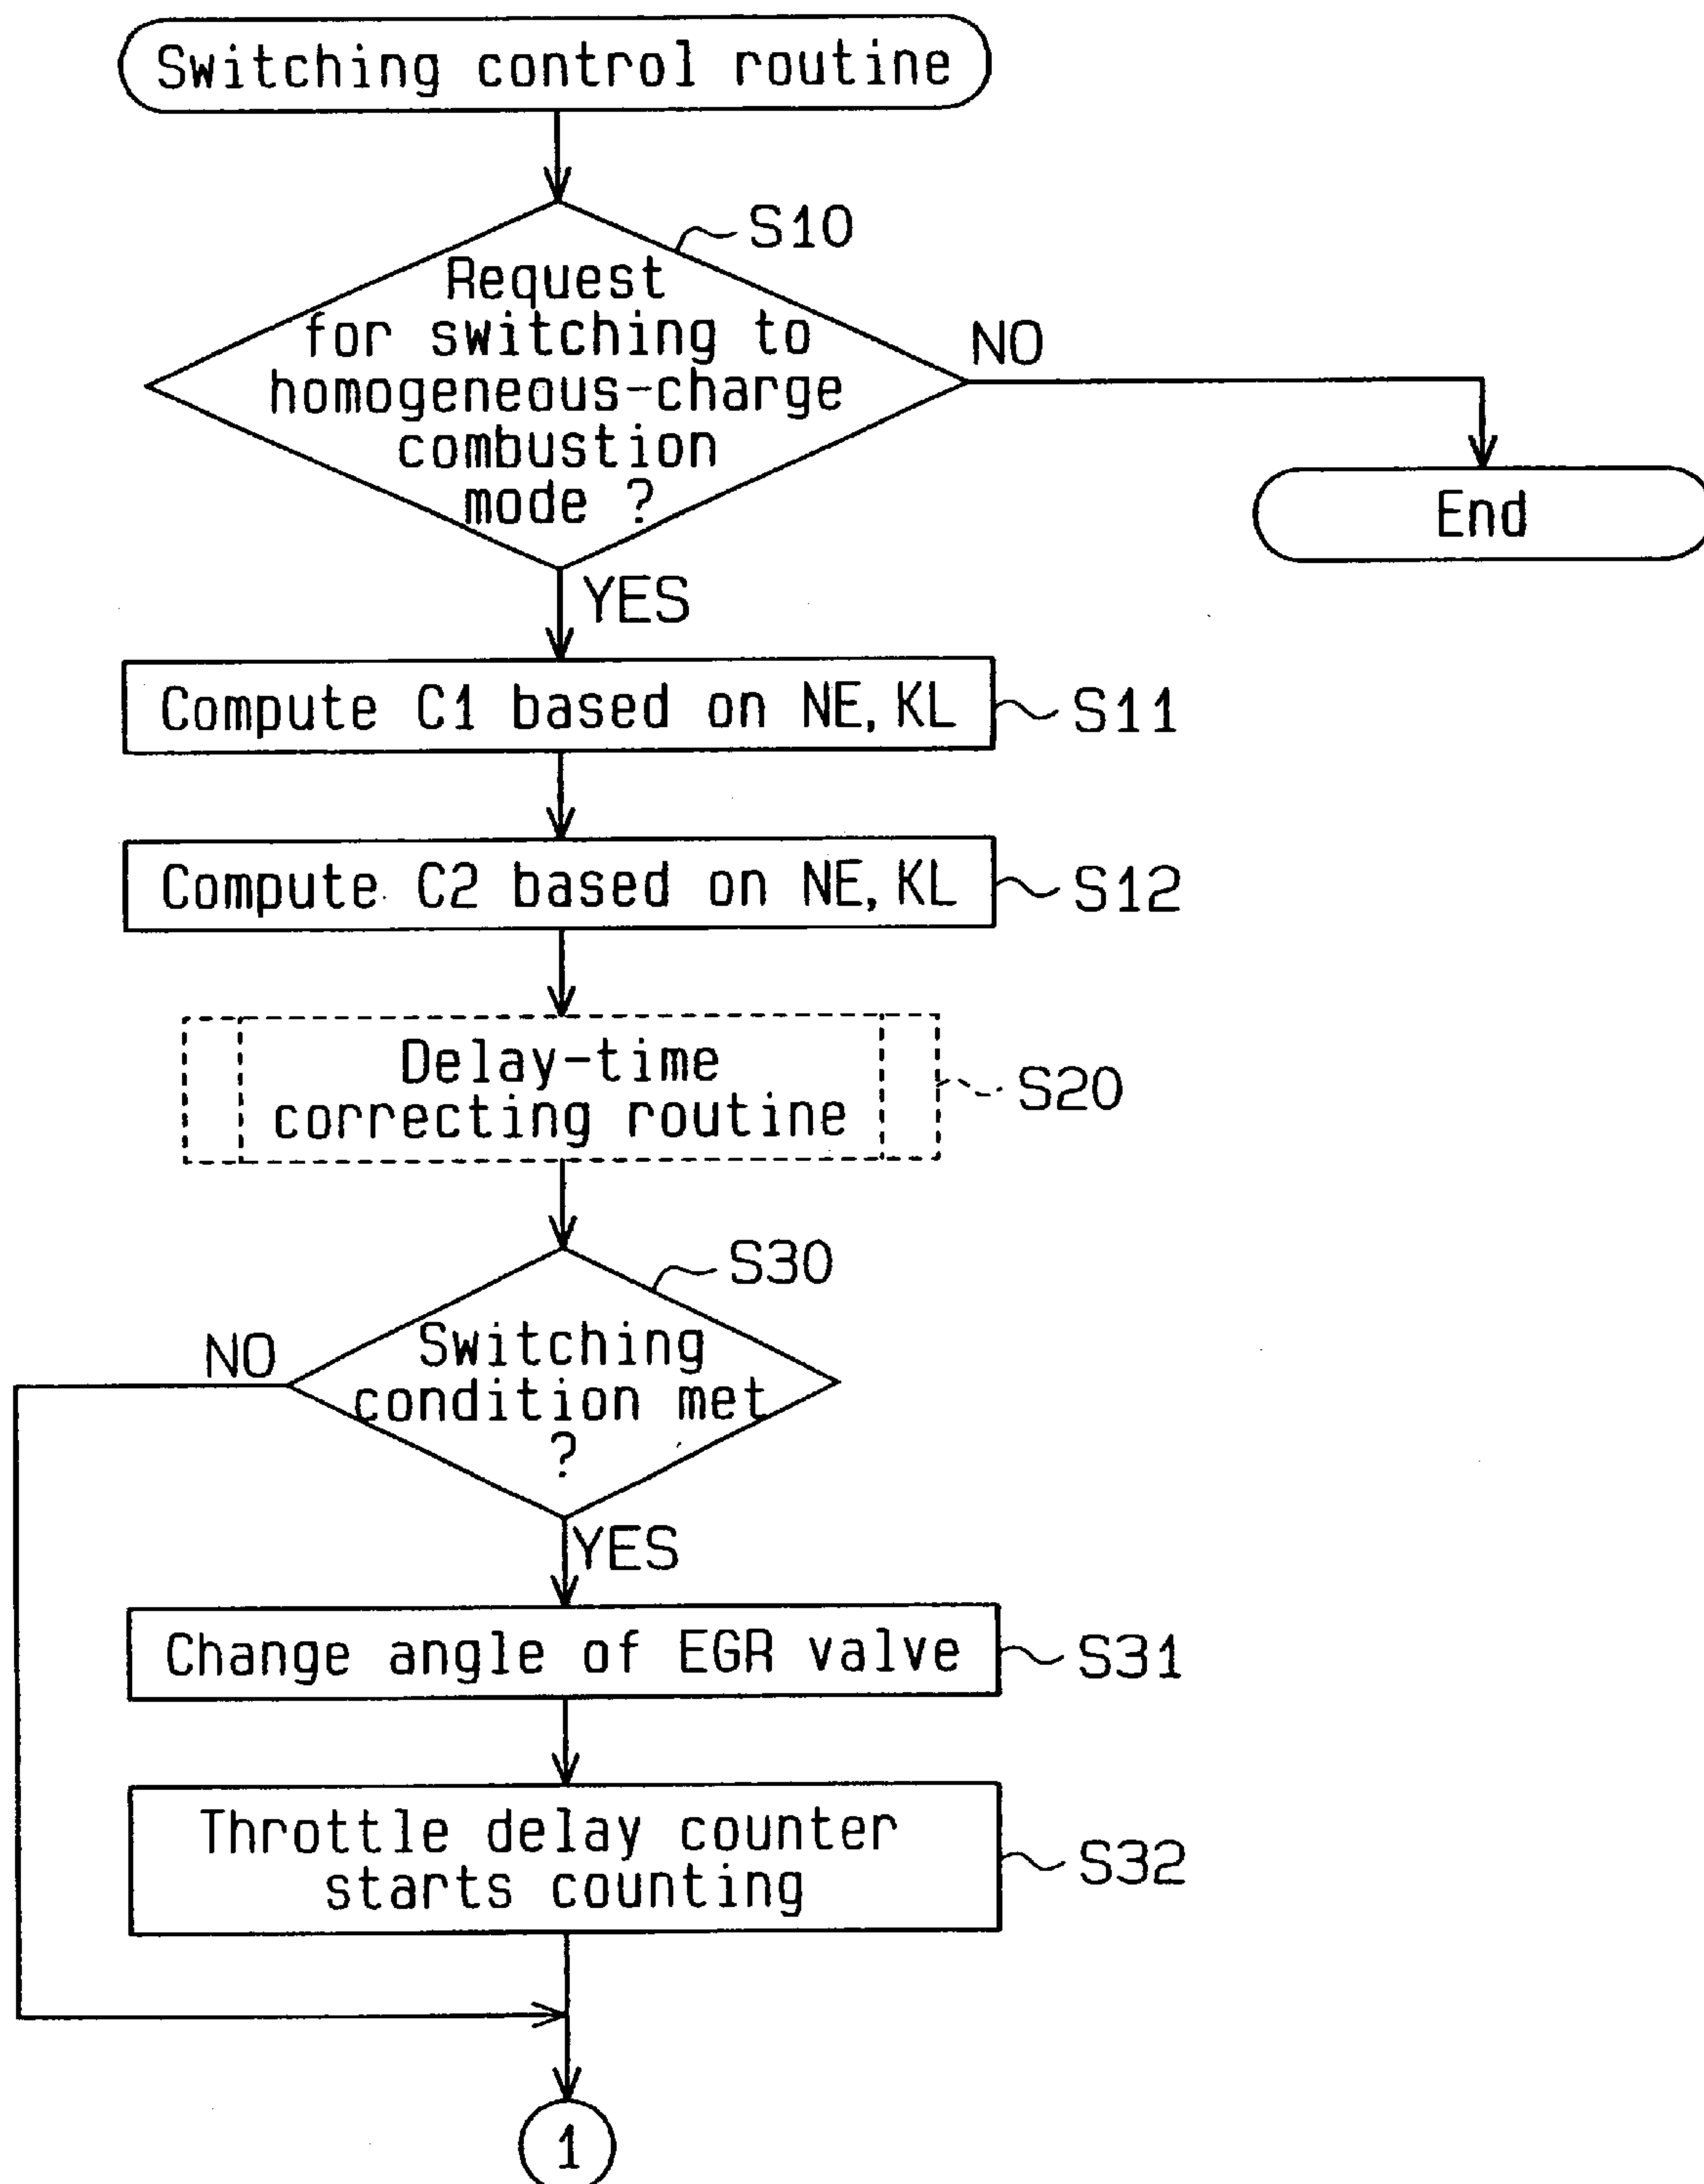 Switching control routine
S10
Request
for switching to
homogeneous-charge
combustion
mode ?
NO
End
YES
Compute C1 based on NE, KL
S11
Compute C2 based on NE, KL
S12
Delay-time
correcting routine
S20
S30
Switching
condition met
?
NO
YES
Change angle of EGR valve
S31
Throttle delay counter
starts counting
S32
1